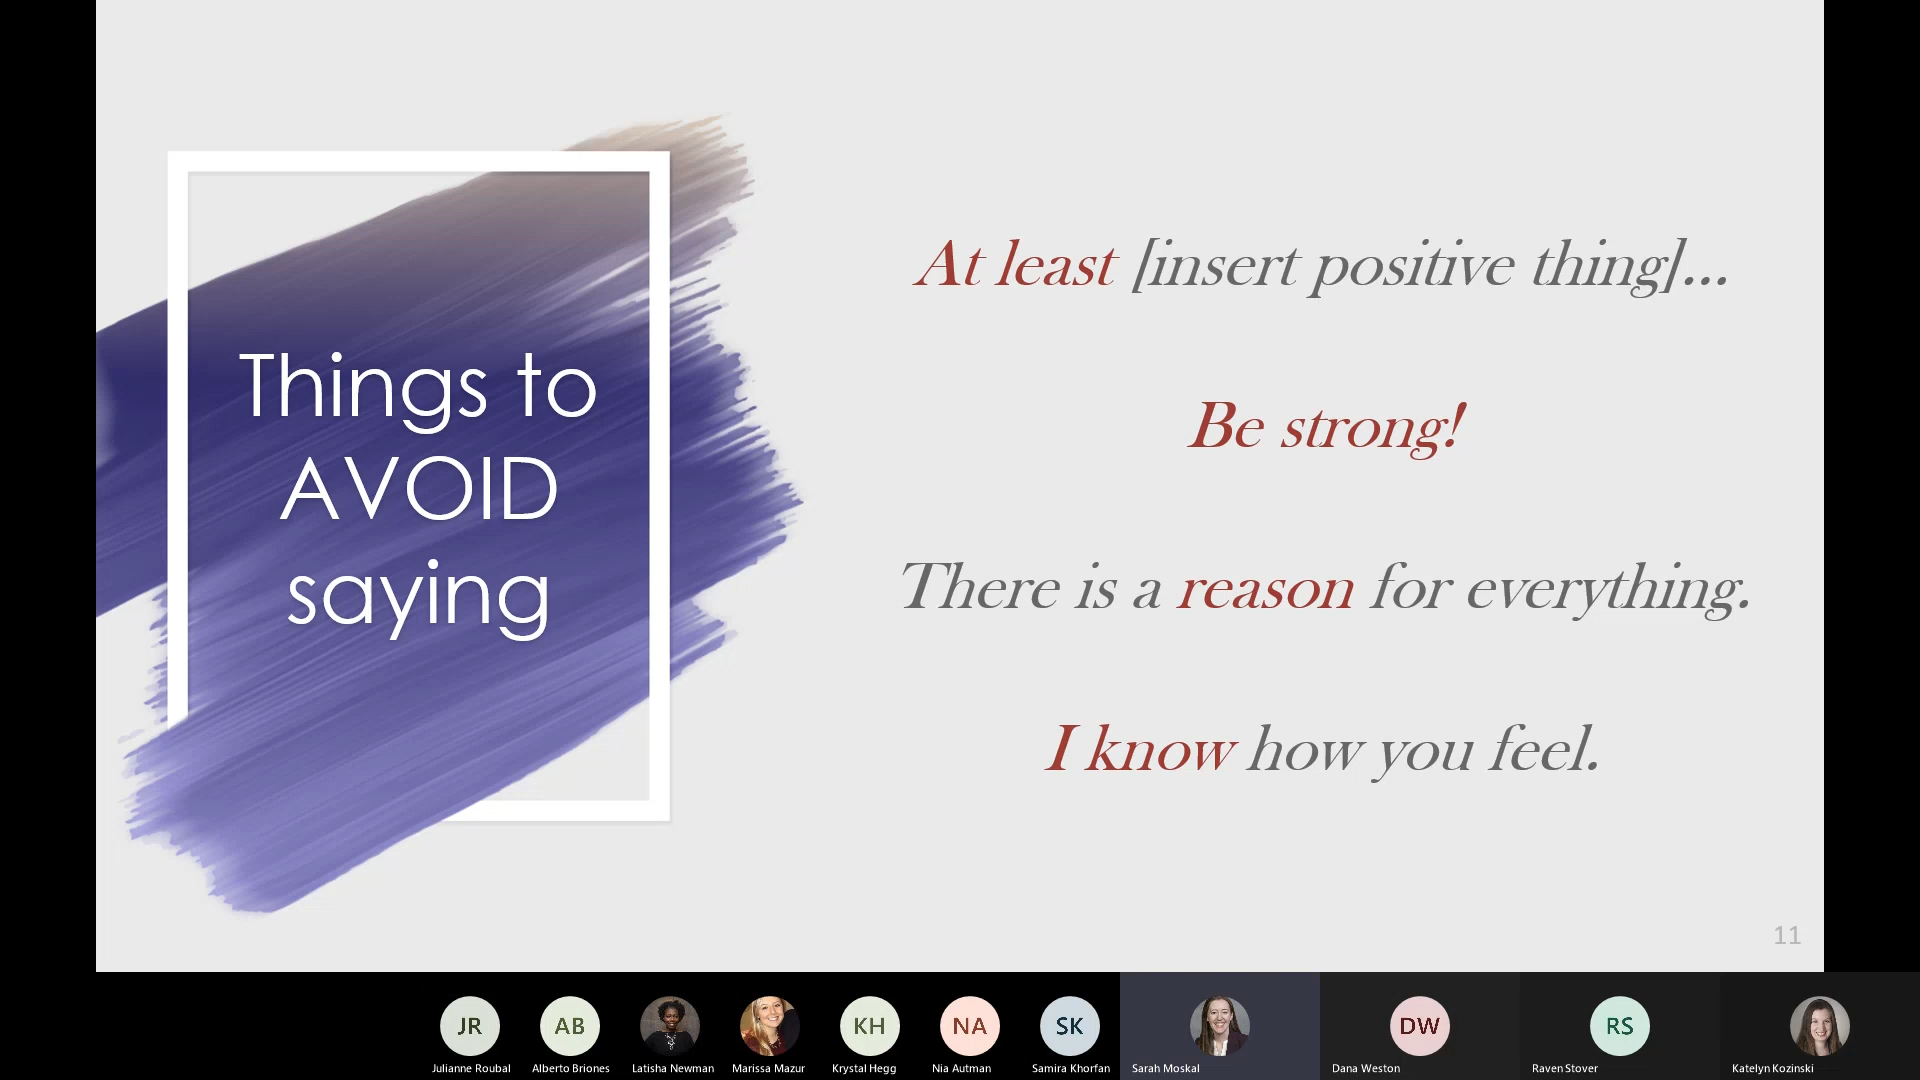 Things to
AVOID
saying
At least [insert positive thing]...
Be strong!
There is a reason for everything.
I know how you feel.
11
JR
AB
KH
NA
SK
DW
RS
Julianne Roubal
Alberto Briones
Latisha Newman
Marissa Mazur
Krystal Hegg
Nia Autman
Samira Khorfan
Sarah Moskal
Dana Weston
Raven Stover
Katelyn Kozinski